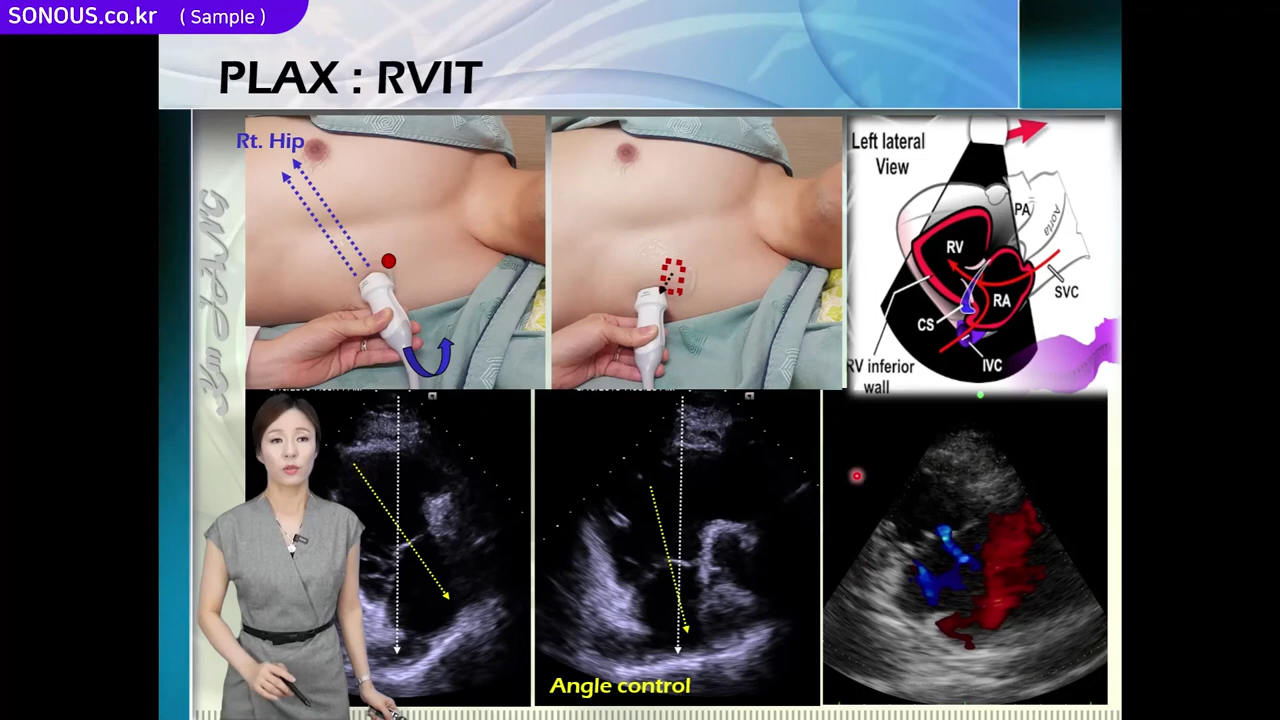 SONOUS.co.kr ( Sample )
PLAX : RVIT
Rt. Hip
Left lateral
View
PA
Aorta
RV
RA
SVC
CS
IVC
RV inferior
wall
Angle control